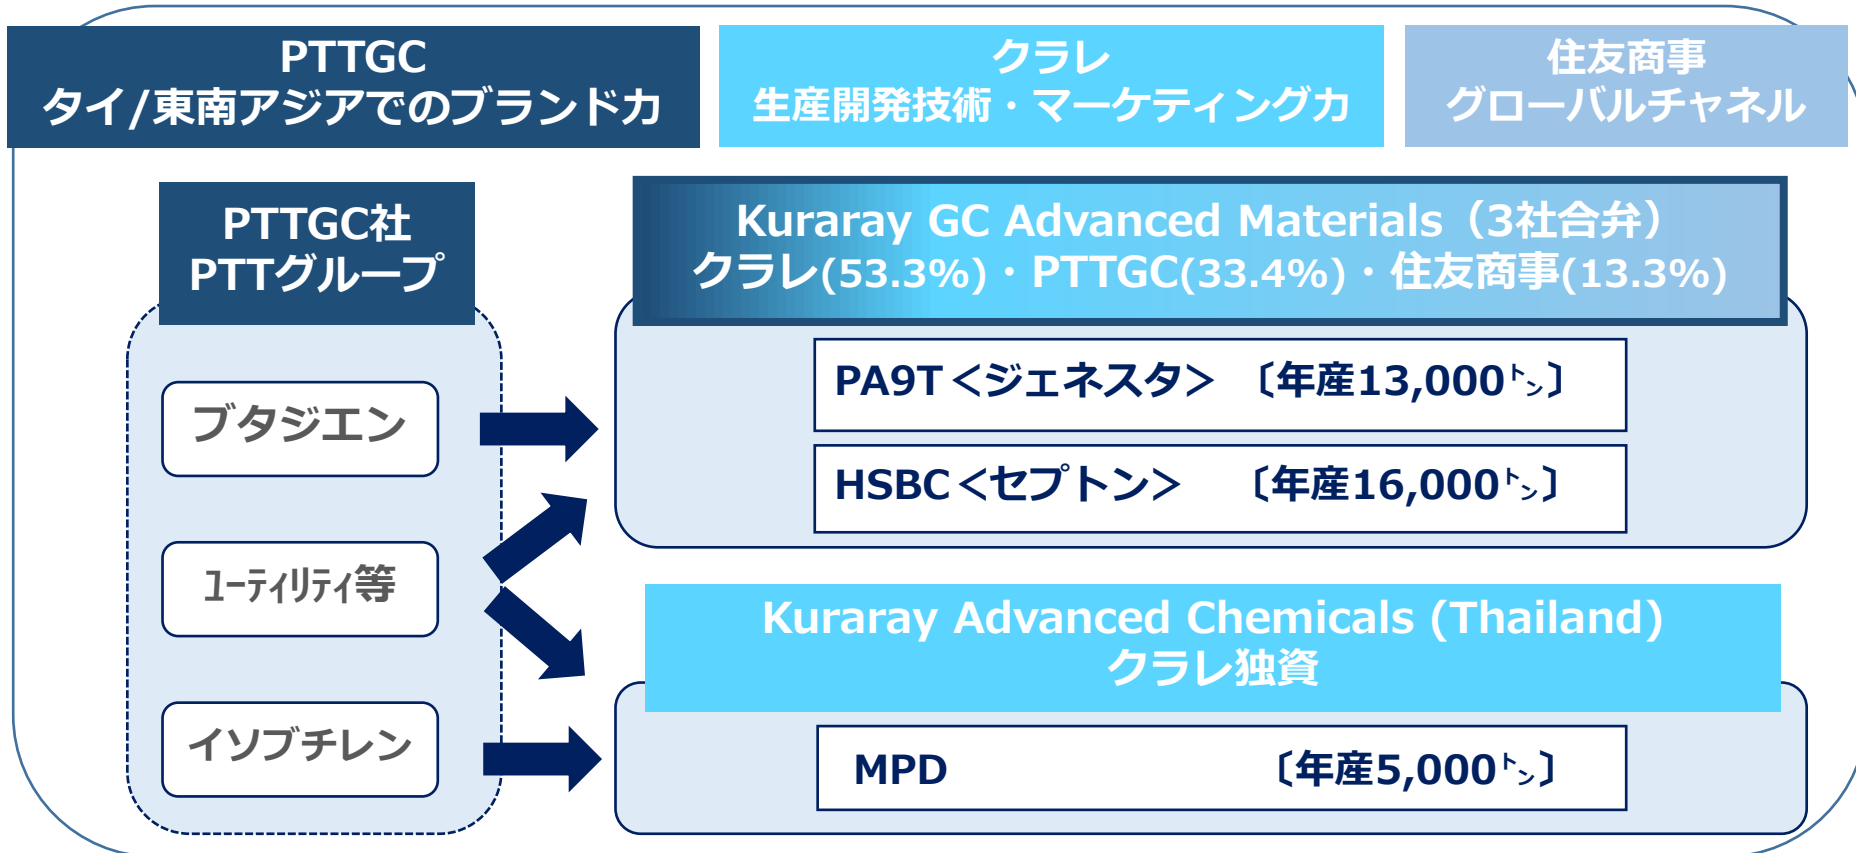 PTTGC
タイ/東南アジアでのブランド力
クラレ
生産開発技術・マーケティング力
住友商事
グローバルチャネル
PTTGC社
PTTグループ
ブタジエン
ﾕｰﾃｨﾘﾃｨ等
イソブチレン
Kuraray GC Advanced Materials（3社合弁）
クラレ(53.3%)・PTTGC(33.4%)・住友商事(13.3%)
PA9T＜ジェネスタ＞ 〔年産13,000㌧〕
HSBC＜セプトン＞ 〔年産16,000㌧〕
Kuraray Advanced Chemicals (Thailand)
クラレ独資
MPD 〔年産5,000㌧〕